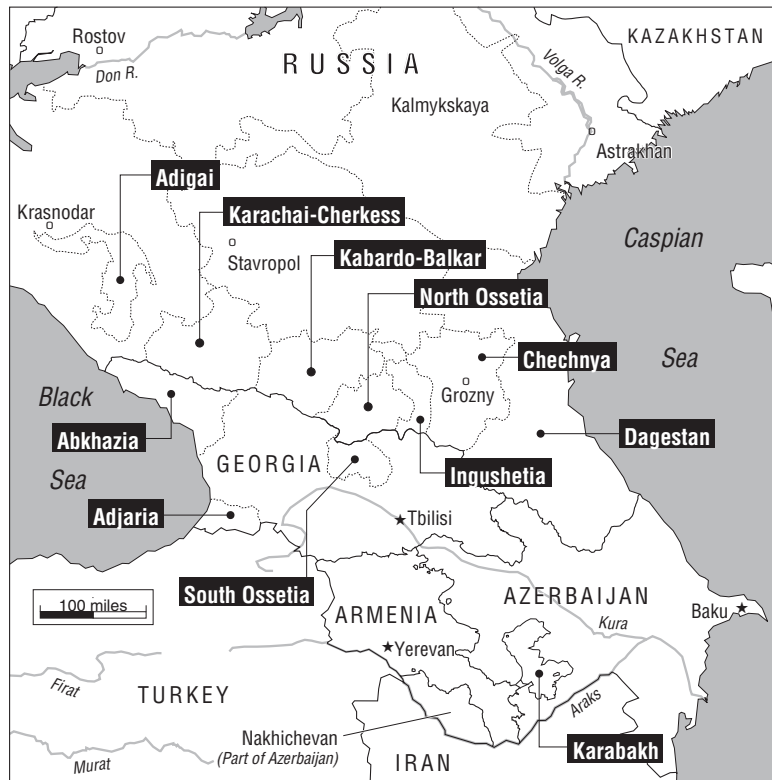 Rostov
Don R.
RUSSIA
Volga R.
KAZAKHSTAN
Kalmykskaya
Astrakhan
Adigai
Krasnodar
Karachai-Cherkess
Stavropol
Kabardo-Balkar
Caspian
Sea
North Ossetia
Chechnya
Grozny
Black
Sea
Abkhazia
Dagestan
GEORGIA
Ingushetia
Adjaria
Tbilisi
South Ossetia
100 miles
ARMENIA
AZERBAIJAN
Baku
Kura
Yerevan
Firat
TURKEY
Araks
Nakhichevan
(Part of Azerbaijan)
Karabakh
Murat
IRAN